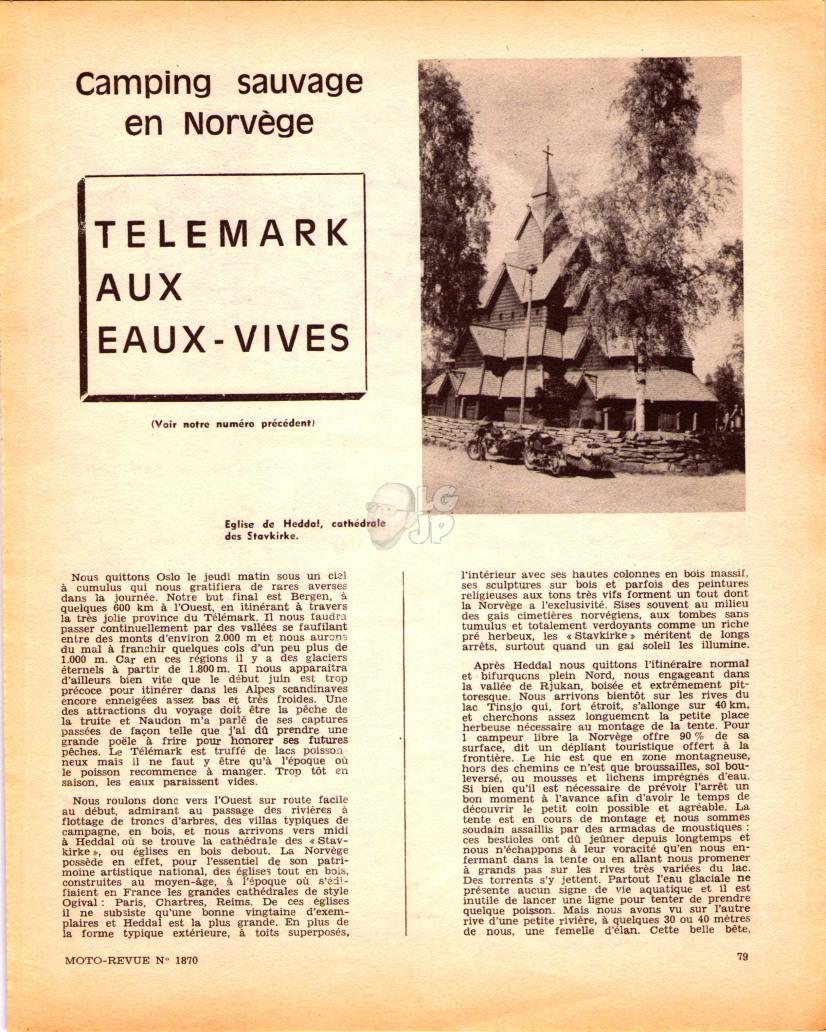 Camping sauvage
en Norvège
TELEMARK
AUX
EAUX-VIVES
(Voir notre numéro précédent)
LG
JP
Eglise de Heddal, cathédrale
des Stavkirke.
Nous quittons Oslo le jeudi matin sous un ciel
à cumulus qui nous gratifiera de rares averses
dans la journée. Notre but final est Bergen, à
quelques 600 km à l'Ouest, en itinérant à travers
la très jolie province du Télémark. Il nous faudra
passer continuellement par des vallées se faufilant
entre des monts d'environ 2.000 m et nous aurons
du mal à franchir quelques cols d'un peu plus de
1.000 m. Car en ces régions il y a des glaciers
éternels à partir de 1.800 m. Il nous apparaitra
d'ailleurs bien vite que le début juin est trop
précoce pour itinérer dans les Alpes scandinaves
encore enneigées assez bas et très froides. Une
des attractions du voyage doit être la pêche de
la truite et Naudon m'a parlé de ses captures
passées de façon telle que j'ai dû prendre une
grande poële à frire pour honorer ses futures
pêches. Le Télémark est truffé de lacs poisson-
neux mais il ne faut y être qu'à l'époque où
le poisson recommence à manger. Trop tôt en
saison, les eaux paraissent vides.
Nous roulons donc vers l'Ouest sur route facile
au début, admirant au passage des rivières à
flottage de troncs d'arbres, des villas typiques de
campagne, en bois, et nous arrivons vers midi
à Heddal où se trouve la cathédrale des « Stav-
kirke », ou églises en bois debout. La Norvège
possède en effet, pour l'essentiel de son patri-
moine artistique national, des églises tout en bois,
construites au moyen-âge, à l'époque où s'édi-
fiaient en France les grandes cathédrales de style
Ogival : Paris, Chartres, Reims. De ces églises
il ne subsiste qu'une bonne vingtaine d'exem-
plaires et Heddal est la plus grande. En plus de
la forme typique extérieure, à toits superposés,
l'intérieur avec ses hautes colonnes en bois massif,
ses sculptures sur bois et parfois des peintures
religieuses aux tons très vifs forment un tout dont
la Norvège a l'exclusivité. Sises souvent au milieu
des gais cimetières norvégiens, aux tombes sans
tumulus et totalement verdoyants comme un riche
pré herbeux, les « Stavkirke » méritent de longs
arrêts, surtout quand un gai soleil les illumine.
Après Heddal nous quittons l'itinéraire normal
et bifurquons plein Nord, nous engageant dans
la vallée de Rjukan, boisée et extrêmement pit-
toresque. Nous arrivons bientôt sur les rives du
lac Tinsjo qui, fort étroit, s'allonge sur 40 km,
et cherchons assez longuement la petite place
herbeuse nécessaire au montage de la tente. Pour
1 campeur libre la Norvège offre 90 % de sa
surface, dit un dépliant touristique offert à la
frontière. Le hic est que en zone montagneuse,
hors des chemins ce n'est que broussailles, sol bou-
leversé, ou mousses et lichens imprégnés d'eau.
Si bien qu'il est nécessaire de prévoir l'arrêt un
bon moment à l'avance afin d'avoir le temps de
découvrir le petit coin possible et agréable. La
tente est en cours de montage et nous sommes
soudain assaillis par des armadas de moustiques :
ces bestioles ont dû jeûner depuis longtemps et
nous n'échappons à leur voracité qu'en nous en-
fermant dans la tente ou en allant nous promener
à grands pas sur les rives très variées du lac.
Des torrents s'y jettent. Partout l'eau glaciale ne
présente aucun signe de vie aquatique et il est
inutile de lancer une ligne pour tenter de prendre
quelque poisson. Mais nous avons vu sur l'autre
rive d'une petite rivière, à quelques 30 ou 40 mètres
de nous, une femelle d'élan. Cette belle bête,
MOTO-REVUE N° 1870
79